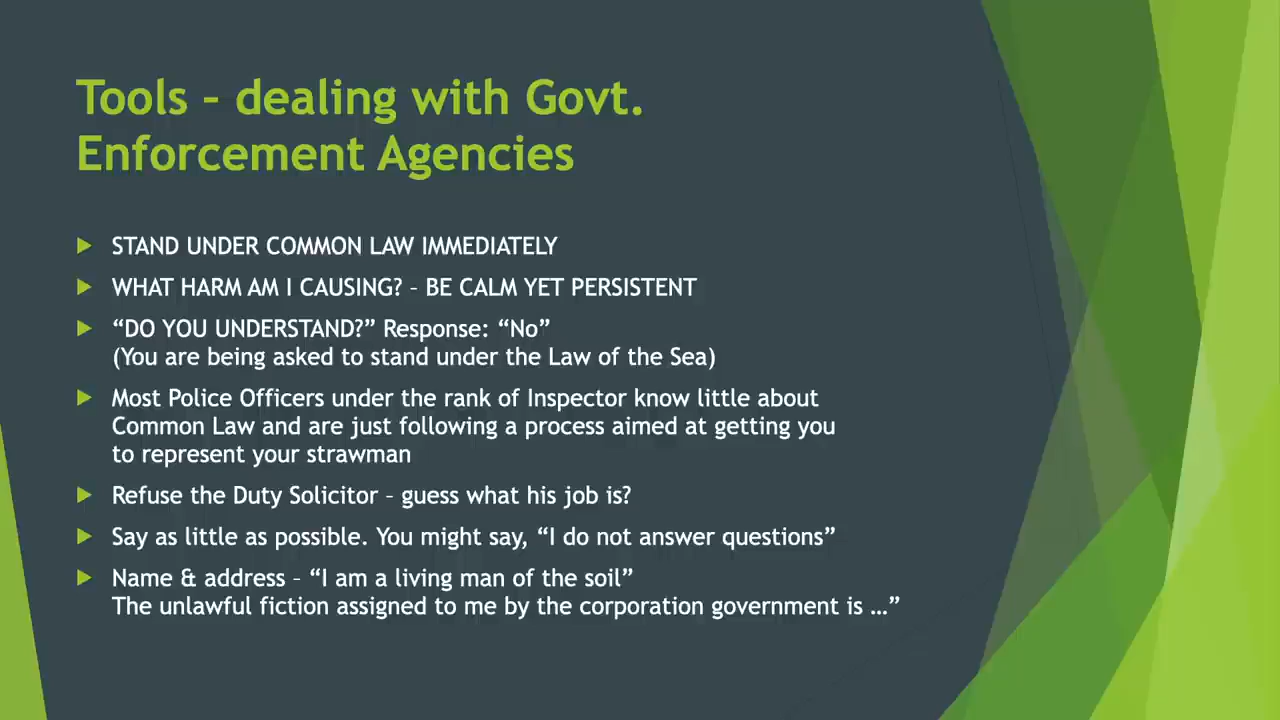 Tools – dealing with Govt.
Enforcement Agencies
STAND UNDER COMMON LAW IMMEDIATELY
WHAT HARM AM I CAUSING? – BE CALM YET PERSISTENT
“DO YOU UNDERSTAND?” Response: “No”
(You are being asked to stand under the Law of the Sea)
Most Police Officers under the rank of Inspector know little about
Common Law and are just following a process aimed at getting you
to represent your strawman
Refuse the Duty Solicitor – guess what his job is?
Say as little as possible. You might say, “I do not answer questions”
Name & address – “I am a living man of the soil”
The unlawful fiction assigned to me by the corporation government is …”